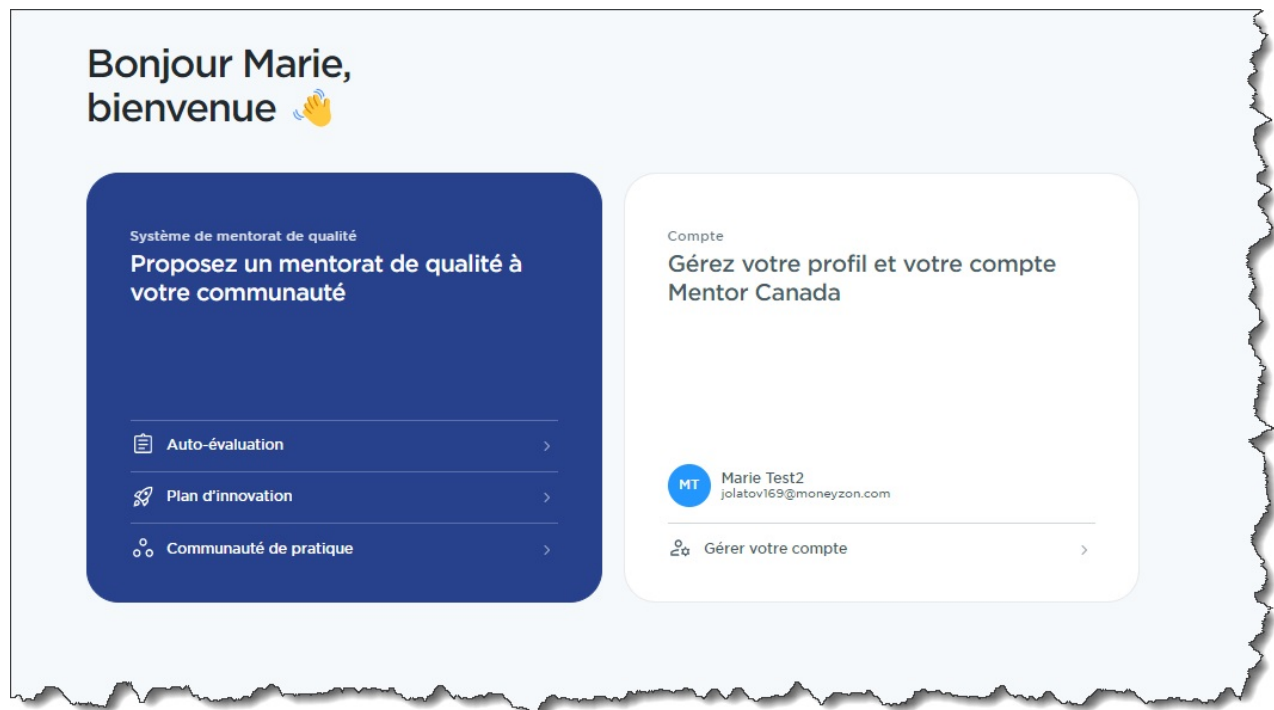 Bonjour Marie,
bienvenue 👋
Système de mentorat de qualité
Proposez un mentorat de qualité à
votre communauté
Auto-évaluation
Plan d'innovation
Communauté de pratique
Compte
Gérez votre profil et votre compte
Mentor Canada
MT
Marie Test2
jolatov169@moneyzon.com
Gérer votre compte